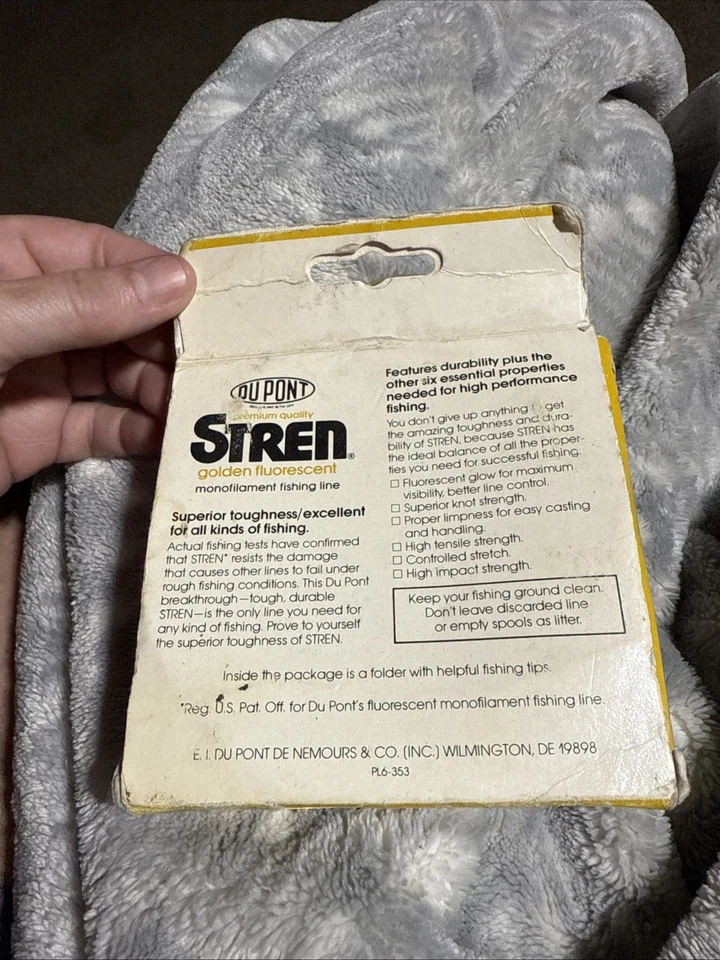 DU PONT
premium quality
STREN®
golden fluorescent
monofilament fishing line
Superior toughness/excellent
for all kinds of fishing.
Actual fishing tests have confirmed
that STREN* resists the damage
that causes other lines to fail under
rough fishing conditions. This Du Pont
breakthrough—tough, durable
STREN—is the only line you need for
any kind of fishing. Prove to yourself
the superior toughness of STREN.
Features durability plus the
other six essential properties
needed for high performance
fishing.
You don't give up anything to get
the amazing toughness and dura-
bility of STREN, because STREN has
the ideal balance of all the proper-
ties you need for successful fishing.
☐ Fluorescent glow for maximum
visibility, better line control.
☐ Superior knot strength.
☐ Proper limpness for easy casting
and handling.
☐ High tensile strength.
☐ Controlled stretch.
☐ High impact strength.
Keep your fishing ground clean.
Don't leave discarded line
or empty spools as litter.
Inside the package is a folder with helpful fishing tips.
*Reg. U.S. Pat. Off. for Du Pont's fluorescent monofilament fishing line.
E. I. DU PONT DE NEMOURS & CO. (INC.) WILMINGTON, DE 19898
PL6-353